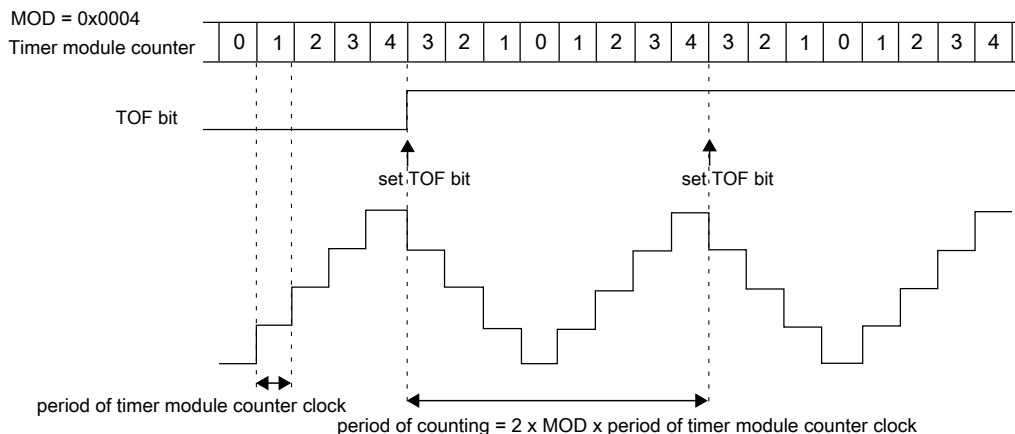 MOD = 0x0004
Timer module counter
0 1 2 3 4 3 2 1 0 1 2 3 4 3 2 1 0 1 2 3 4
TOF bit
set TOF bit set TOF bit
period of timer module counter clock
period of counting = 2 x MOD x period of timer module counter clock